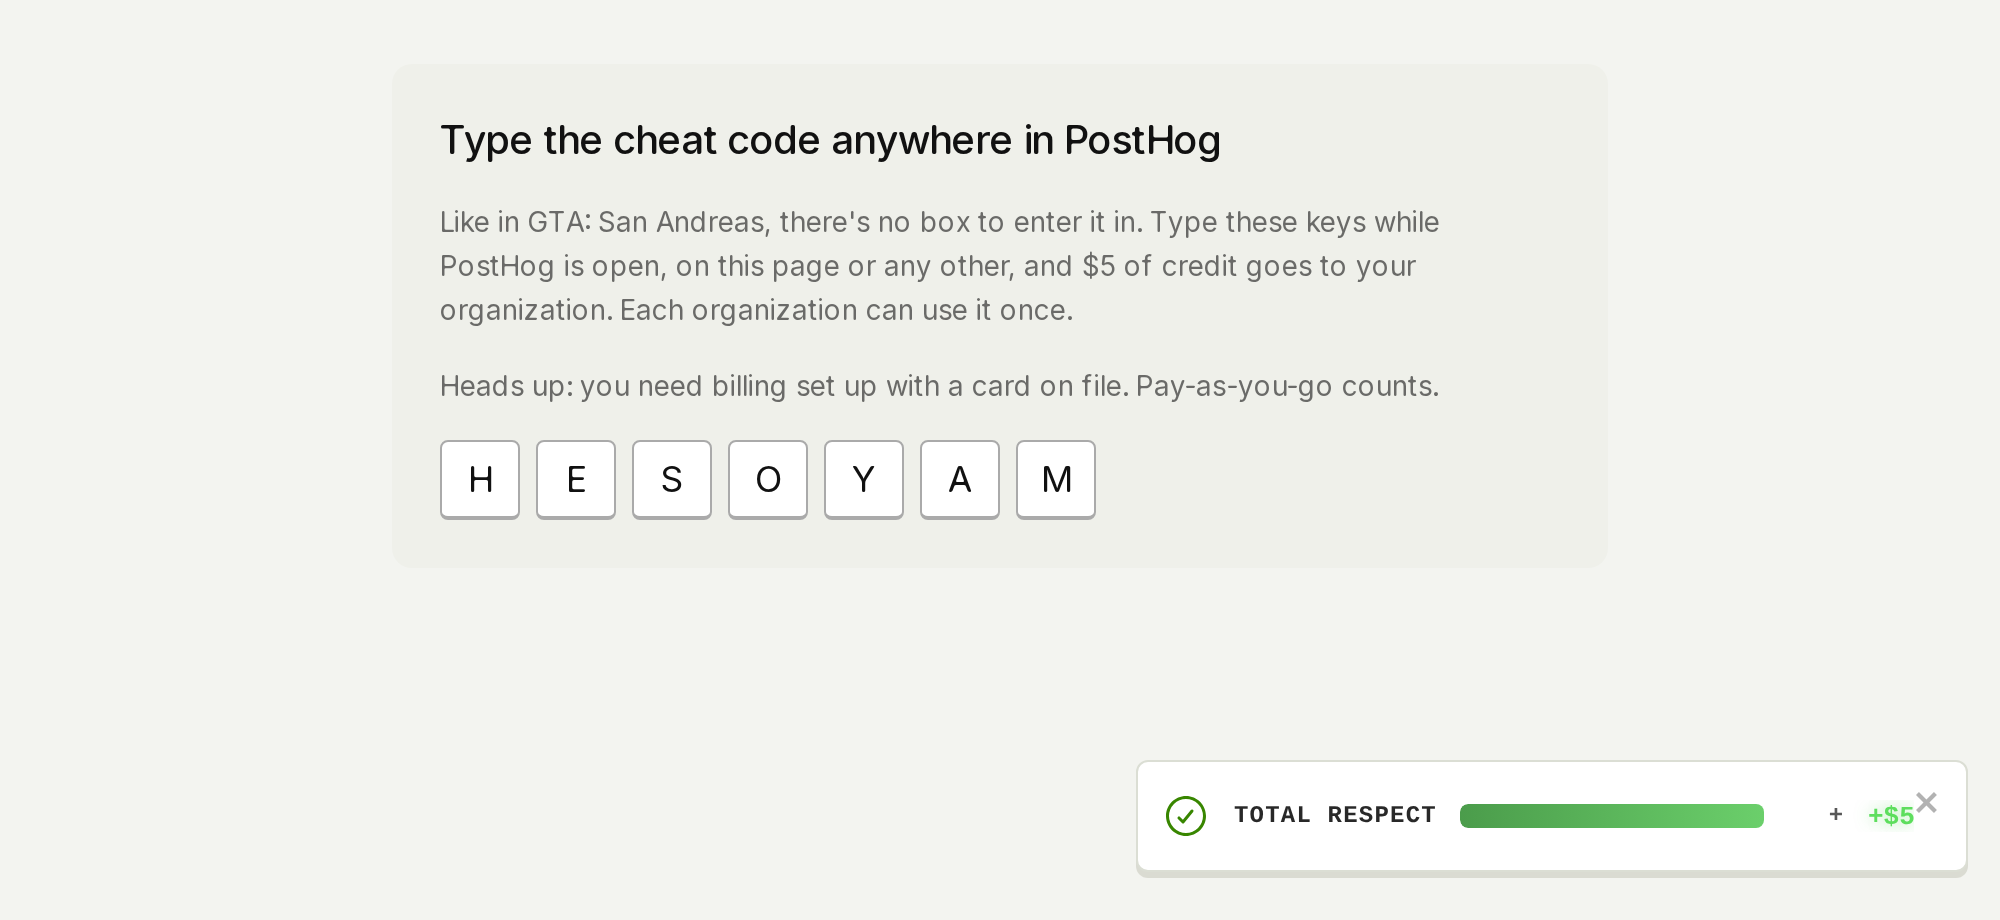 Type the cheat code anywhere in PostHog
Like in GTA: San Andreas, there's no box to enter it in. Type these keys while
PostHog is open, on this page or any other, and $5 of credit goes to your
organization. Each organization can use it once.
Heads up: you need billing set up with a card on file. Pay-as-you-go counts.
H E S O Y A M
TOTAL RESPECT + +$5